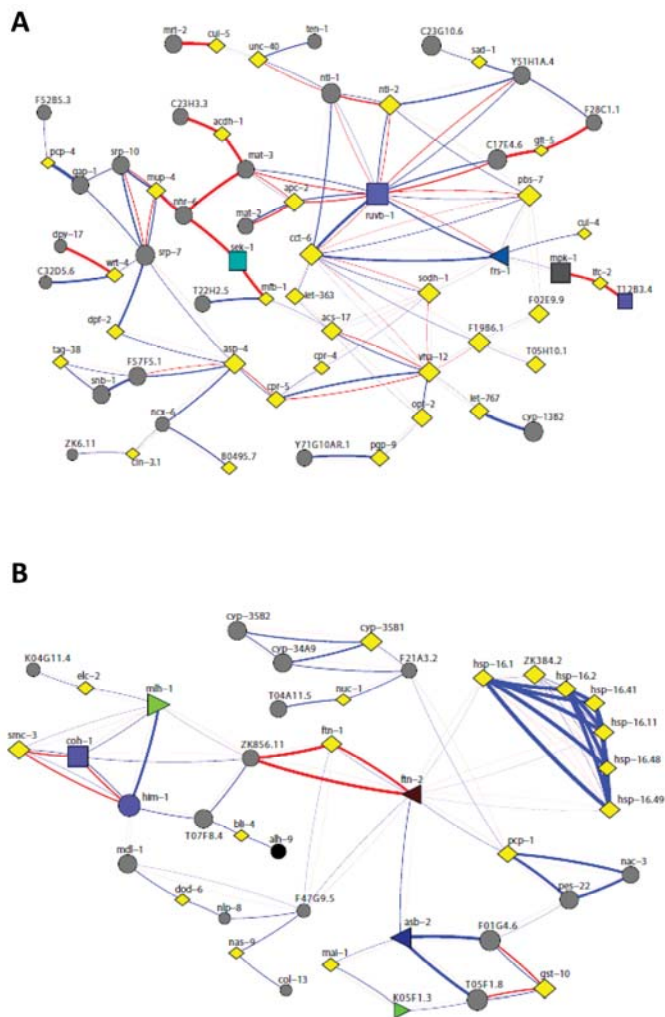 A
mrt-2
cul-5
ten-1
unc-40
C23G10.6
sad-1
Y51H1A.4
ntl-1
ntl-2
F52B5.3
C23H3.3
acdh-1
F28C1.1
glt-5
C17E4.6
srp-10
mat-3
pcp-4
gap-1
mup-4
apc-2
pbs-7
nhr-6
mat-2
ruvb-1
dpy-17
sek-1
cct-6
cul-4
wrt-4
srp-7
frs-1
mpk-1
C32D5.6
sodh-1
lfc-2
T22H2.5
mfb-1
let-363
T12B3.4
dpf-2
acs-17
F02E9.9
tag-38
F57F5.1
asp-4
cpr-4
F19B6.1
vha-12
T05H10.1
snb-1
cpr-5
ncx-6
opt-2
let-767
cyp-13B2
ZK6.11
cln-3.1
B0495.7
Y71G10AR.1
pgp-9
B
cyp-35B2
cyp-35B1
K04G11.4
cyp-34A9
F21A3.2
hsp-16.1
ZK384.2
hsp-16.2
elc-2
mlh-1
T04A11.5
nuc-1
hsp-16.41
smc-3
coh-1
ftn-1
hsp-16.11
ZK856.11
ftn-2
hsp-16.48
him-1
hsp-16.49
T07F8.4
bli-4
alh-9
pcp-1
nac-3
mdl-1
pes-22
dod-6
nlp-8
F47G9.5
asb-2
F01G4.6
nas-9
mai-1
gst-10
col-13
K05F1.3
T05F1.8